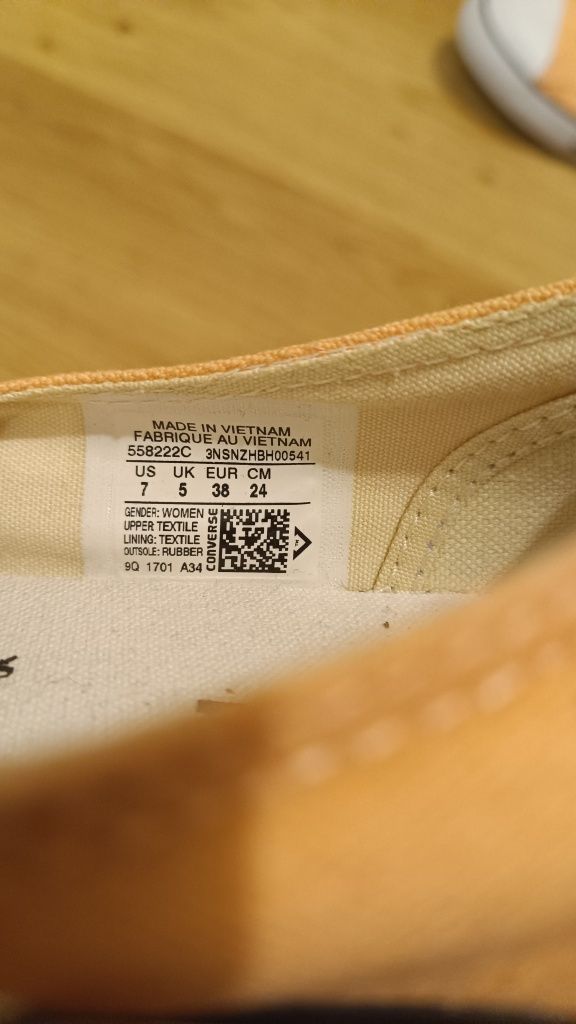 MADE IN VIETNAM
FABRIQUE AU VIETNAM
558222C 3NSNZHBH00541
US UK EUR CM
7 5 38 24
GENDER: WOMEN
UPPER TEXTILE
LINING: TEXTILE
OUTSOLE: RUBBER
9Q 1701 A34
CONVERSE